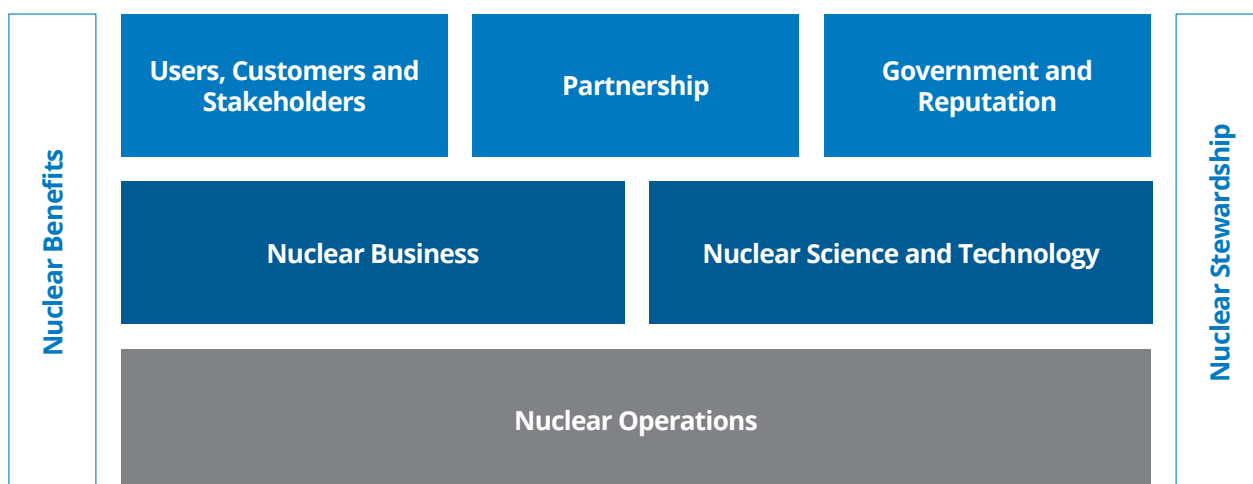 Nuclear Benefits
Users, Customers and
Stakeholders
Partnership
Government and
Reputation
Nuclear Business
Nuclear Science and Technology
Nuclear Operations
Nuclear Stewardship